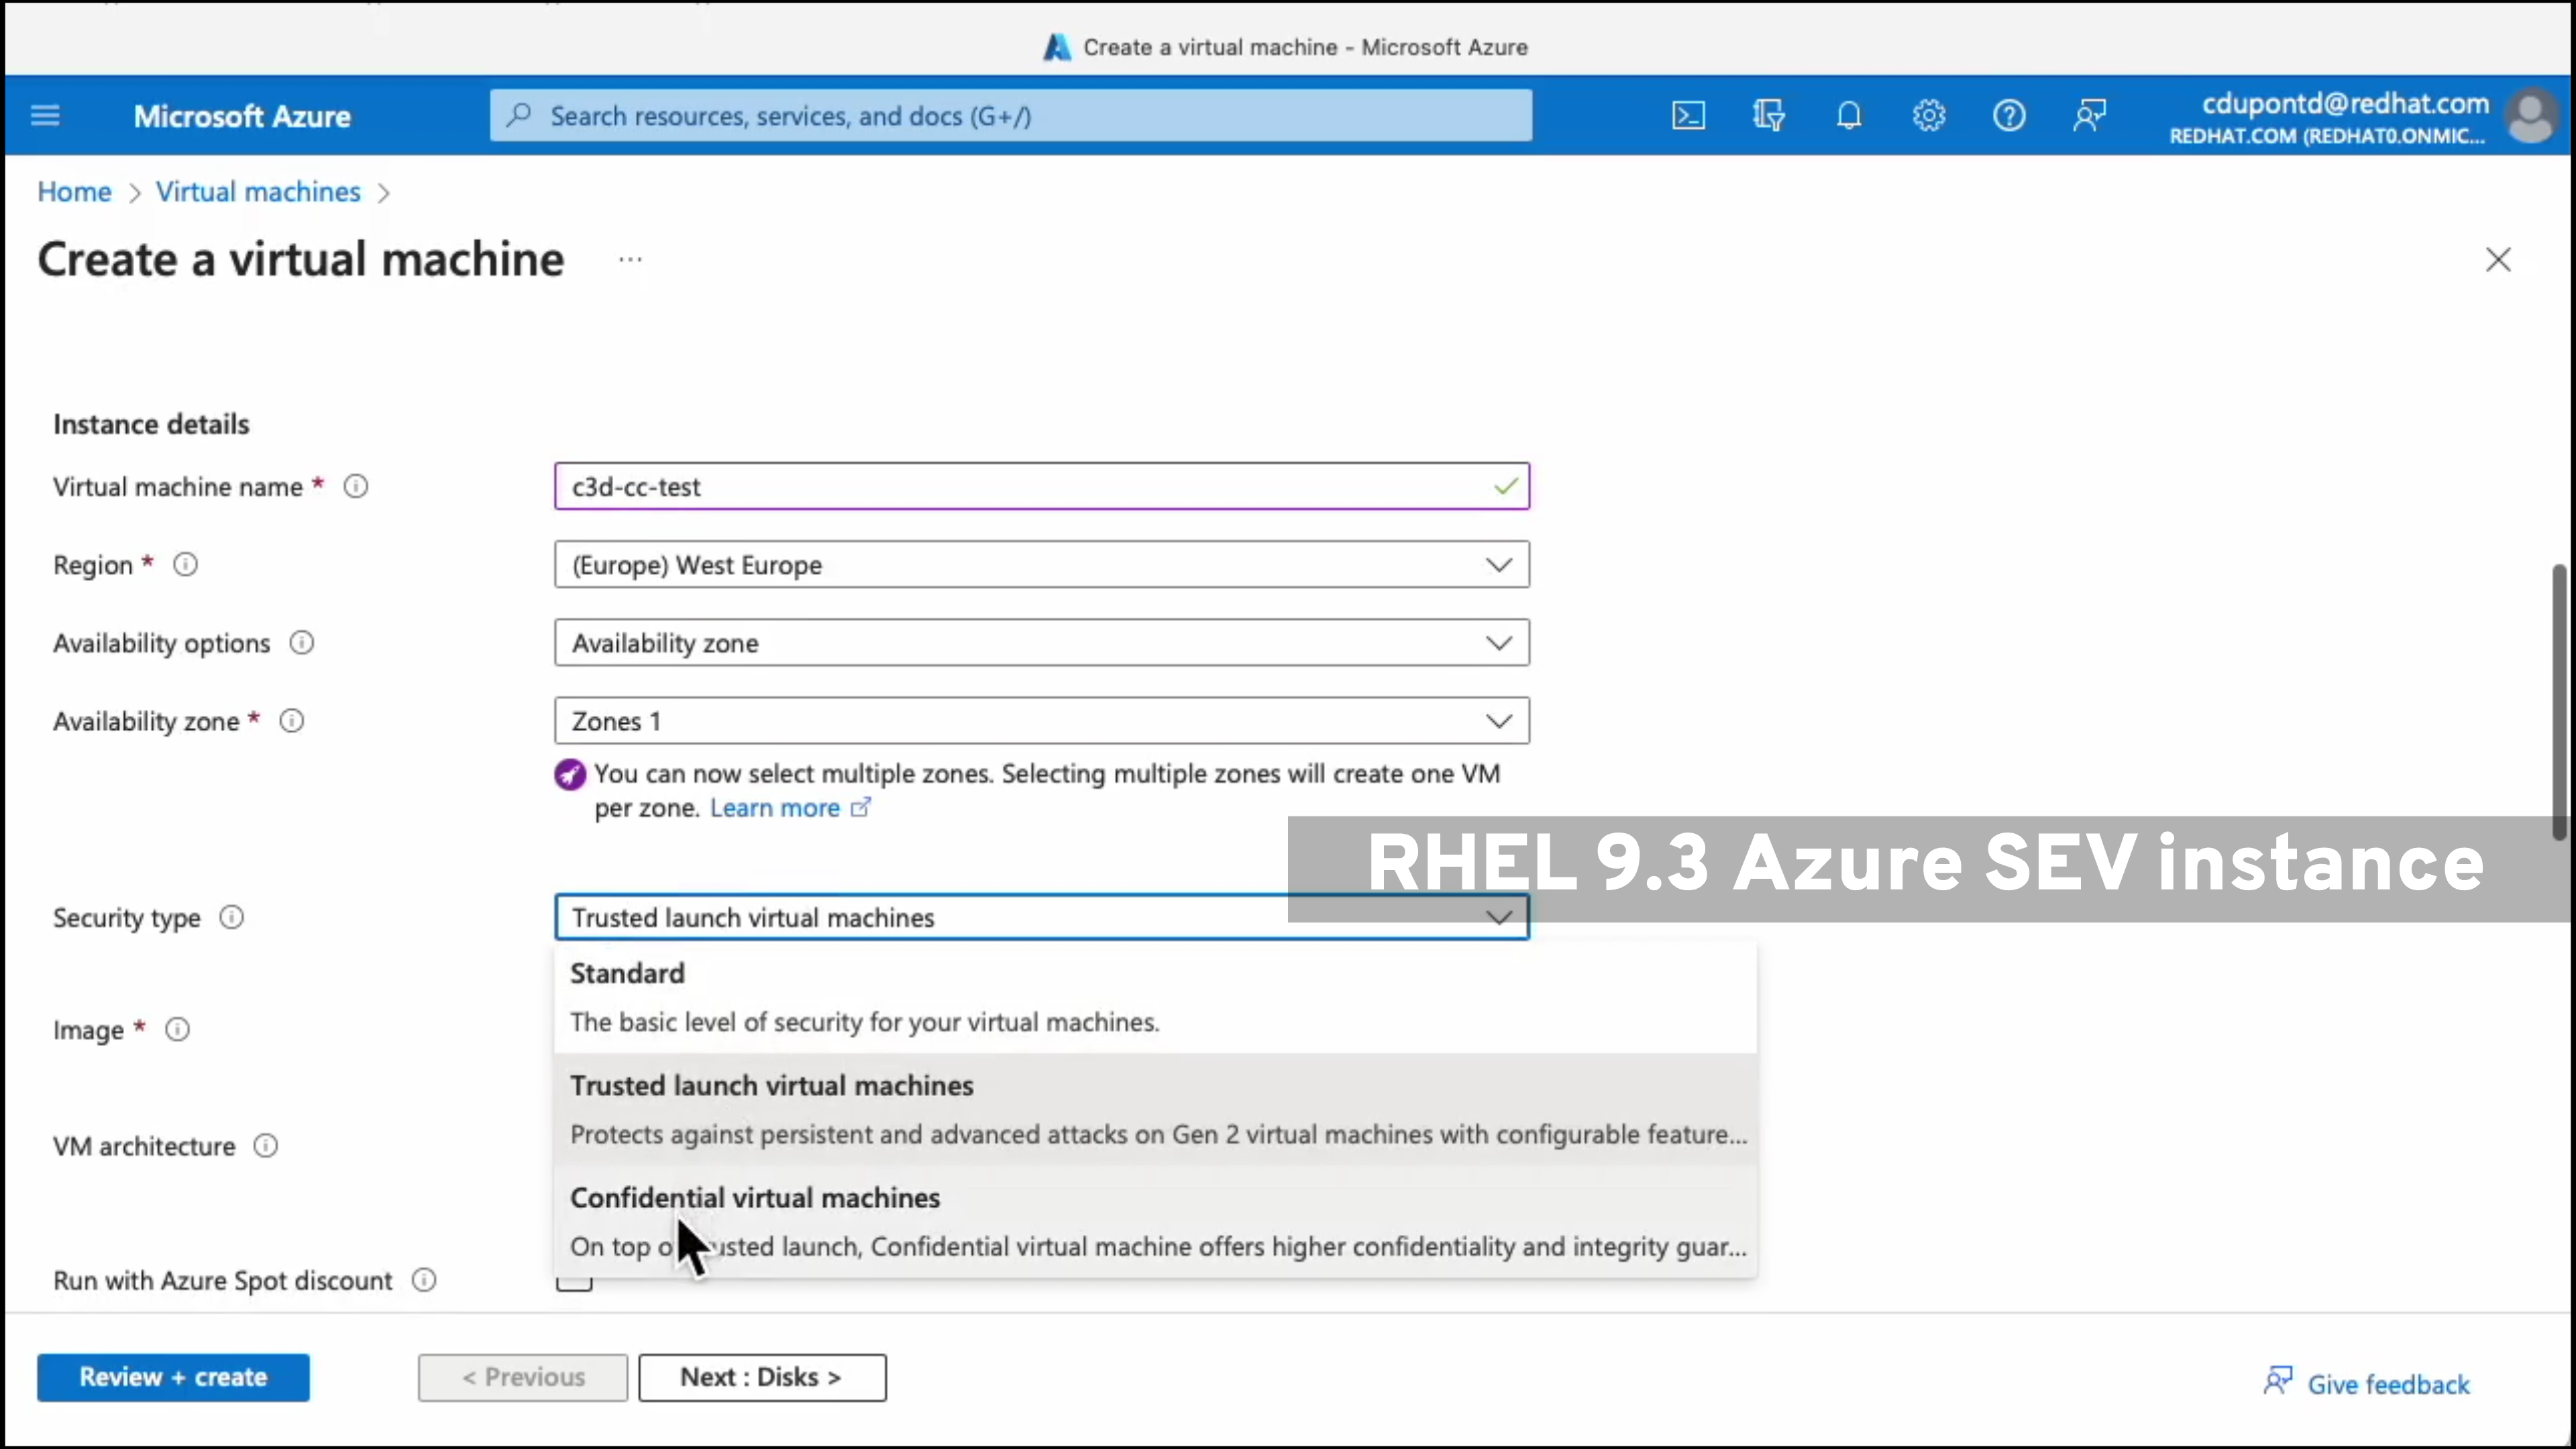 Create a virtual machine - Microsoft Azure
Microsoft Azure
Search resources, services, and docs (G+/)
cdupontd@redhat.com
REDHAT.COM (REDHAT0.ONMIC...
Home > Virtual machines >
Create a virtual machine ...
Instance details
Virtual machine name *
c3d-cc-test
Region *
(Europe) West Europe
Availability options
Availability zone
Availability zone *
Zones 1
You can now select multiple zones. Selecting multiple zones will create one VM
per zone. Learn more
RHEL 9.3 Azure SEV instance
Security type
Trusted launch virtual machines
Standard
The basic level of security for your virtual machines.
Image *
Trusted launch virtual machines
Protects against persistent and advanced attacks on Gen 2 virtual machines with configurable feature...
VM architecture
Confidential virtual machines
On top usted launch, Confidential virtual machine offers higher confidentiality and integrity guar...
Run with Azure Spot discount
Review + create
< Previous
Next : Disks >
Give feedback